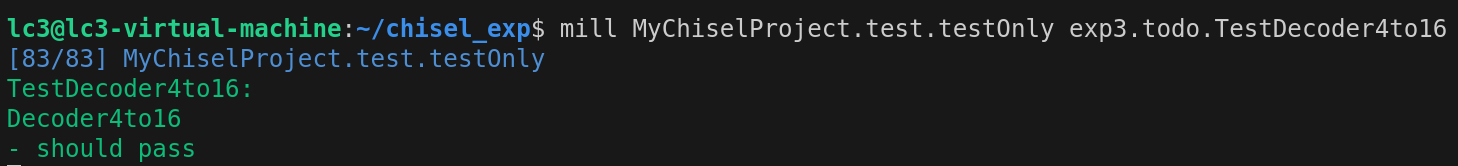 lc3@lc3-virtual-machine:~/chisel_exp$ mill MyChiselProject.test.testOnly exp3.todo.TestDecoder4to16
[83/83] MyChiselProject.test.testOnly
TestDecoder4to16:
Decoder4to16
- should pass